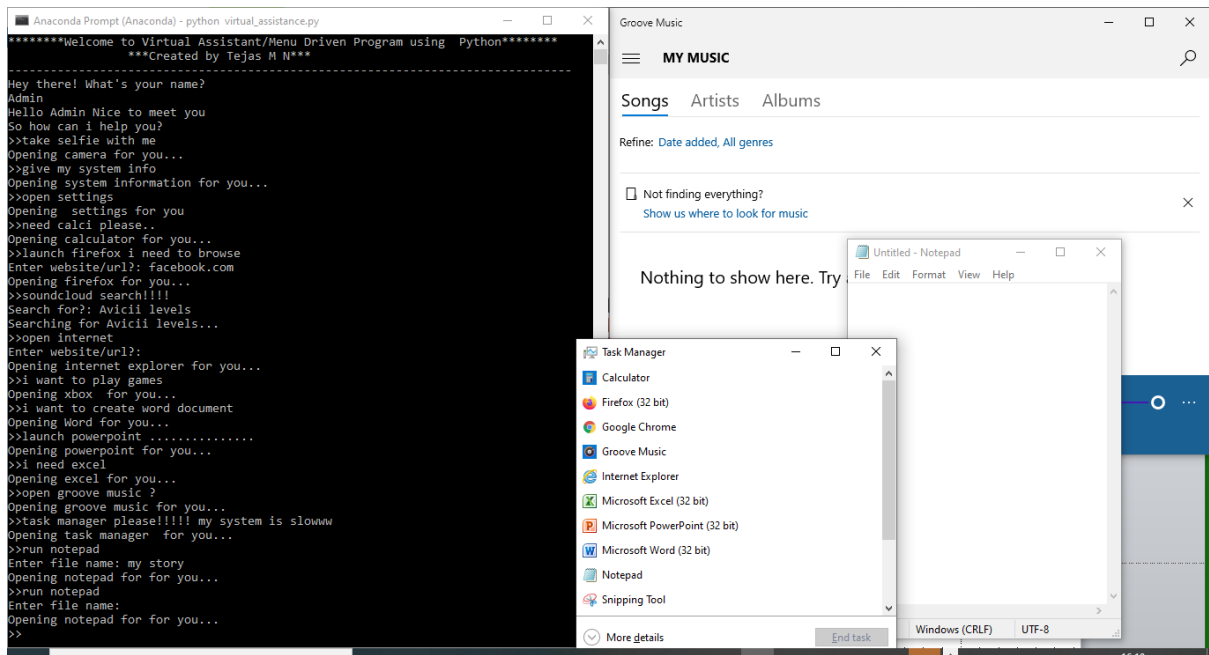 Anaconda Prompt (Anaconda) - python virtual_assistance.py
********Welcome to Virtual Assistant/Menu Driven Program using  Python********
***Created by Tejas M N***
--------------------------------------------------------------------------------
Hey there! What's your name?
Admin
Hello Admin Nice to meet you
So how can i help you?
>>take selfie with me
Opening camera for you...
>>give my system info
Opening system information for you...
>>open settings
Opening  settings for you
>>need calci please..
Opening calculator for you...
>>launch firefox i need to browse
Enter website/url?: facebook.com
Opening firefox for you...
>>soundcloud search!!!!
Search for?: Avicii levels
Searching for Avicii levels...
>>open internet
Enter website/url?:
Opening internet explorer for you...
>>i want to play games
Opening xbox  for you...
>>i want to create word document
Opening Word for you...
>>launch powerpoint ...............
Opening powerpoint for you...
>>i need excel
Opening excel for you...
>>open groove music ?
Opening groove music for you...
>>task manager please!!!!! my system is slowww
Opening task manager  for you...
>>run notepad
Enter file name: my story
Opening notepad for for you...
>>run notepad
Enter file name:
Opening notepad for for you...
>>
Groove Music
MY MUSIC
Songs Artists Albums
Refine: Date added, All genres
Not finding everything?
Show us where to look for music
Nothing to show here. Try
Untitled - Notepad
File Edit Format View Help
Windows (CRLF) UTF-8
Task Manager
Calculator
Firefox (32 bit)
Google Chrome
Groove Music
Internet Explorer
Microsoft Excel (32 bit)
Microsoft PowerPoint (32 bit)
Microsoft Word (32 bit)
Notepad
Snipping Tool
More details End task